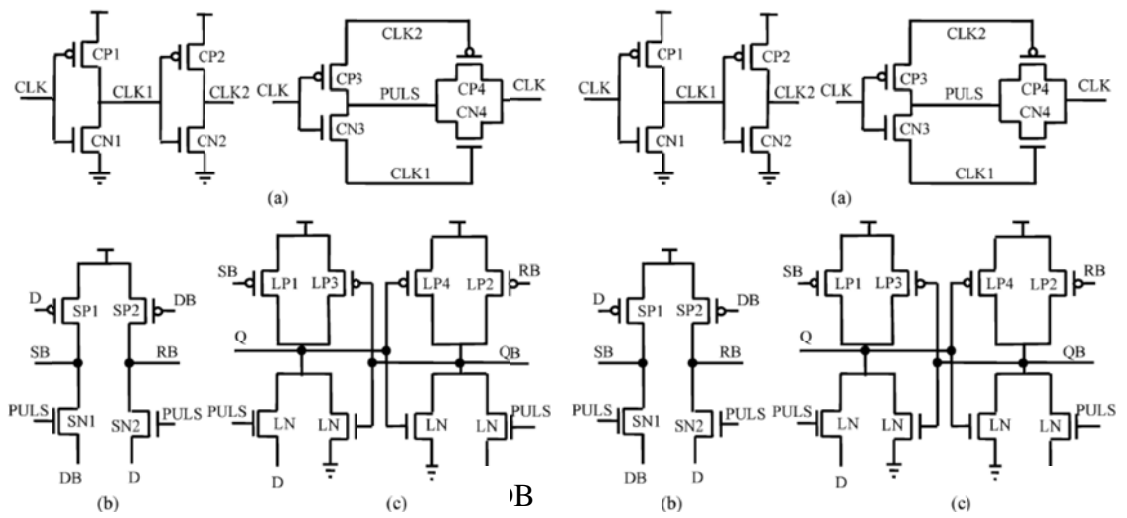 CLK2 CLK2
CP1 CP2 CP1 CP2
CLK CLK1 CLK2 CLK CP3 PULS CP4 CLK CLK CLK1 CLK2 CLK CP3 PULS CP4 CLK
CN4 CN4
CN1 CN2 CN3 CN1 CN2 CN3
CLK1 CLK1
(a) (a)
SB LP1 LP3 LP4 LP2 RB SB LP1 LP3 LP4 LP2 RB
D SP1 SP2 DB D SP1 SP2 DB
Q Q
SB RB QB SB RB QB
PULS SN1 SN2 PULS PULS LN LN LN LN PULS PULS SN1 SN2 PULS PULS LN LN LN LN PULS
DB D D DB D D
(b) (c) )B (b) (c)